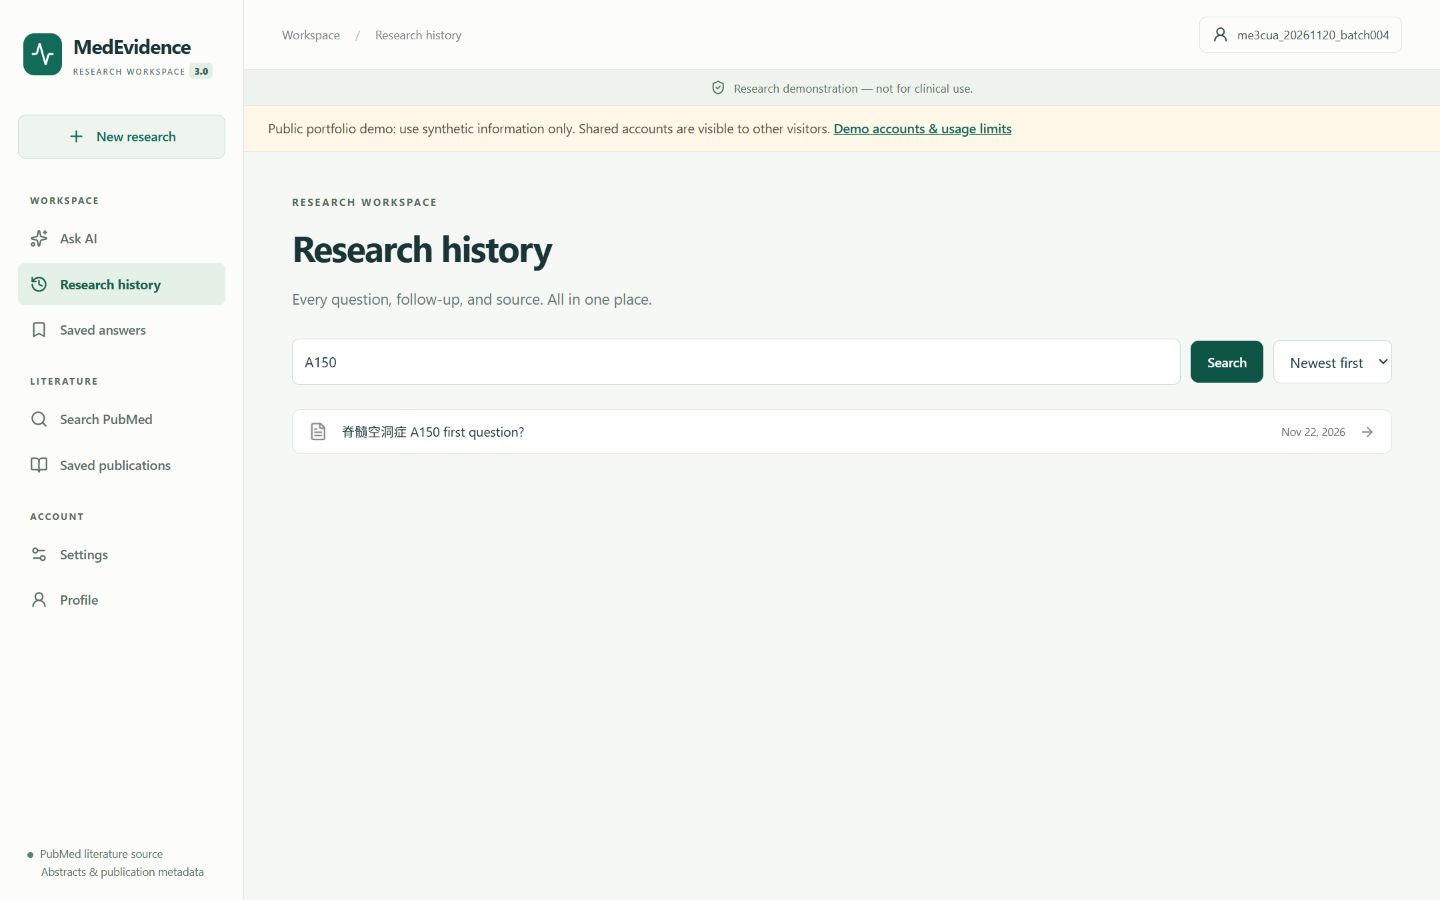 MedEvidence
RESEARCH WORKSPACE 3.0
New research
WORKSPACE
Ask AI
Research history
Saved answers
LITERATURE
Search PubMed
Saved publications
ACCOUNT
Settings
Profile
PubMed literature source
Abstracts & publication metadata
Workspace / Research history
me3cua_20261120_batch004
Research demonstration — not for clinical use.
Public portfolio demo: use synthetic information only. Shared accounts are visible to other visitors. Demo accounts & usage limits
RESEARCH WORKSPACE
Research history
Every question, follow-up, and source. All in one place.
A150
Search
Newest first
脊髓空洞症 A150 first question?
Nov 22, 2026